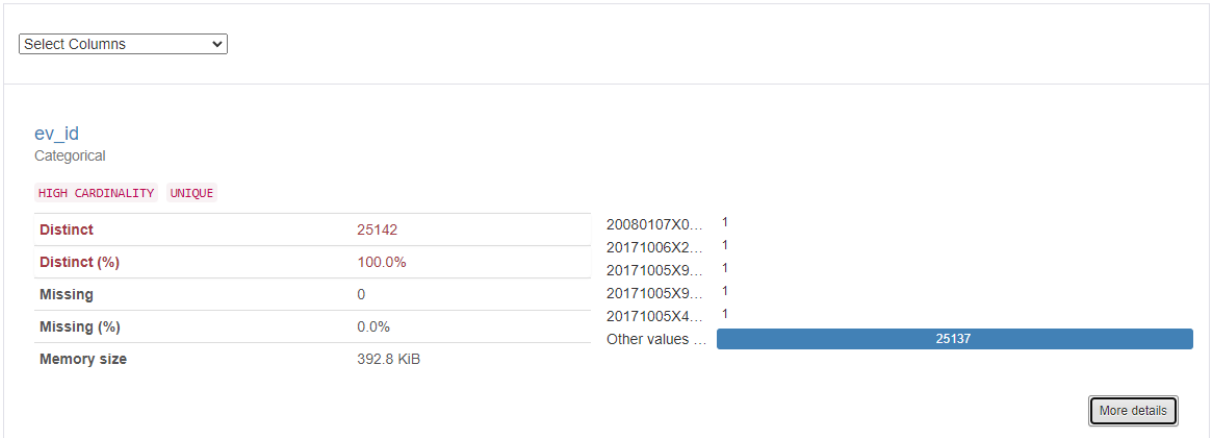 Select Columns
ev_id
Categorical
HIGH CARDINALITY UNIQUE
Distinct 25142
Distinct (%) 100.0%
Missing 0
Missing (%) 0.0%
Memory size 392.8 KiB
20080107X0... 1
20171006X2... 1
20171005X9... 1
20171005X9... 1
20171005X4... 1
Other values ... 25137
More details